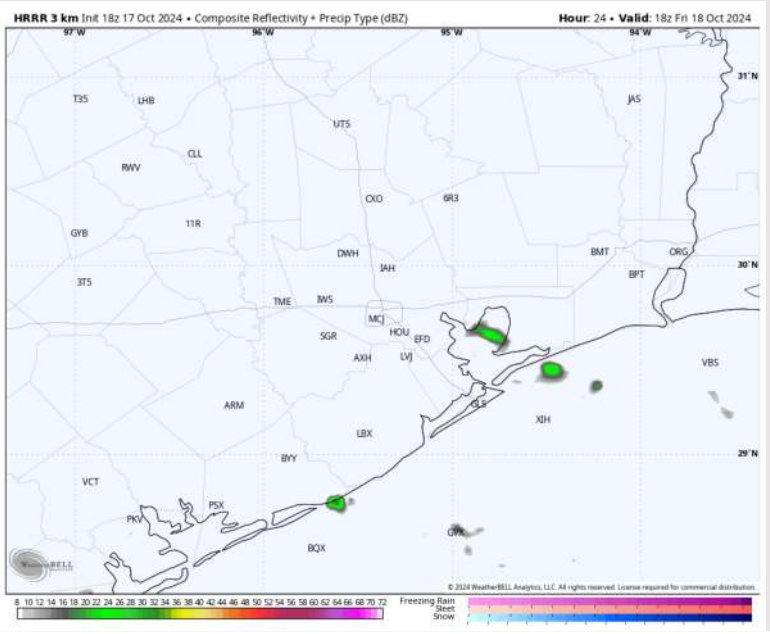 HRRR 3 km Init 18z 17 Oct 2024 • Composite Reflectivity + Precip Type (dBZ) Hour: 24 • Valid: 18z Fri 18 Oct 2024
97°W 96°W 95°W 94°W
31°N
T35 LHB JAS
UTS
CLL
RWV
CXO 6R3
11R
GYB
DWH BMT ORG
30°N
IAH
BPT
3T5
TME IWS
MCJ
HOU
SGR EFD
AXH LVJ
VBS
ARM GLS
XIH
LBX
29°N
BYY
VCT
PSX
PKV
GVX
BQX
WEATHERBELL
© 2024 WeatherBELL Analytics, LLC. All rights reserved. License required for commercial distribution.
8 10 12 14 16 18 20 22 24 26 28 30 32 34 36 38 40 42 44 46 48 50 52 54 56 58 60 62 64 66 68 70 72
Freezing Rain
Sleet
Snow